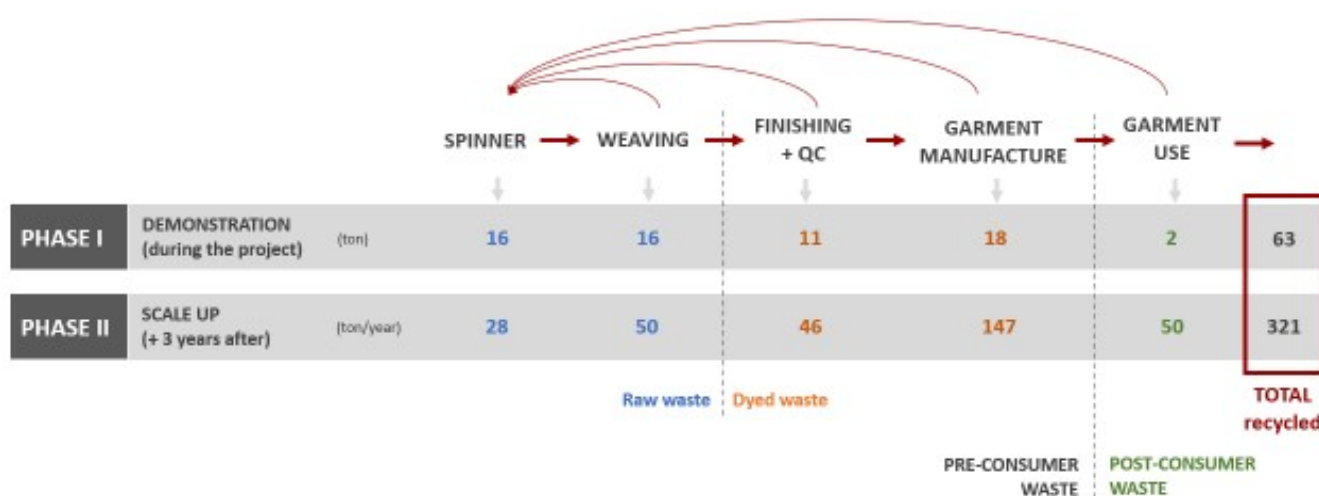 SPINNER
WEAVING
FINISHING
+ QC
GARMENT
MANUFACTURE
GARMENT
USE
PHASE I
DEMONSTRATION
(during the project)
(ton)
16
16
11
18
2
63
PHASE II
SCALE UP
(+ 3 years after)
(ton/year)
28
50
46
147
50
321
Raw waste
Dyed waste
TOTAL
recycled
PRE-CONSUMER
WASTE
POST-CONSUMER
WASTE